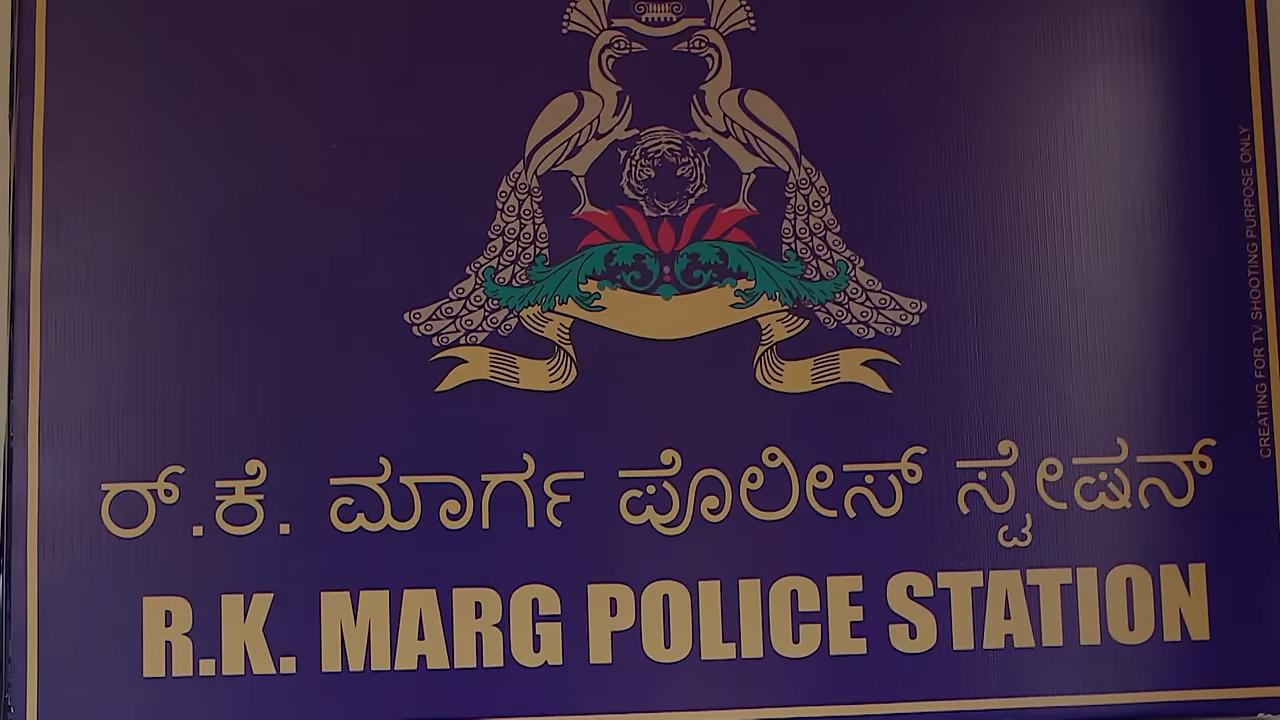 ರ್.ಕೆ. ಮಾರ್ಗ ಪೊಲೀಸ್ ಸ್ಟೇಷನ್
R.K. MARG POLICE STATION
CREATING FOR TV SHOOTING PURPOSE ONLY